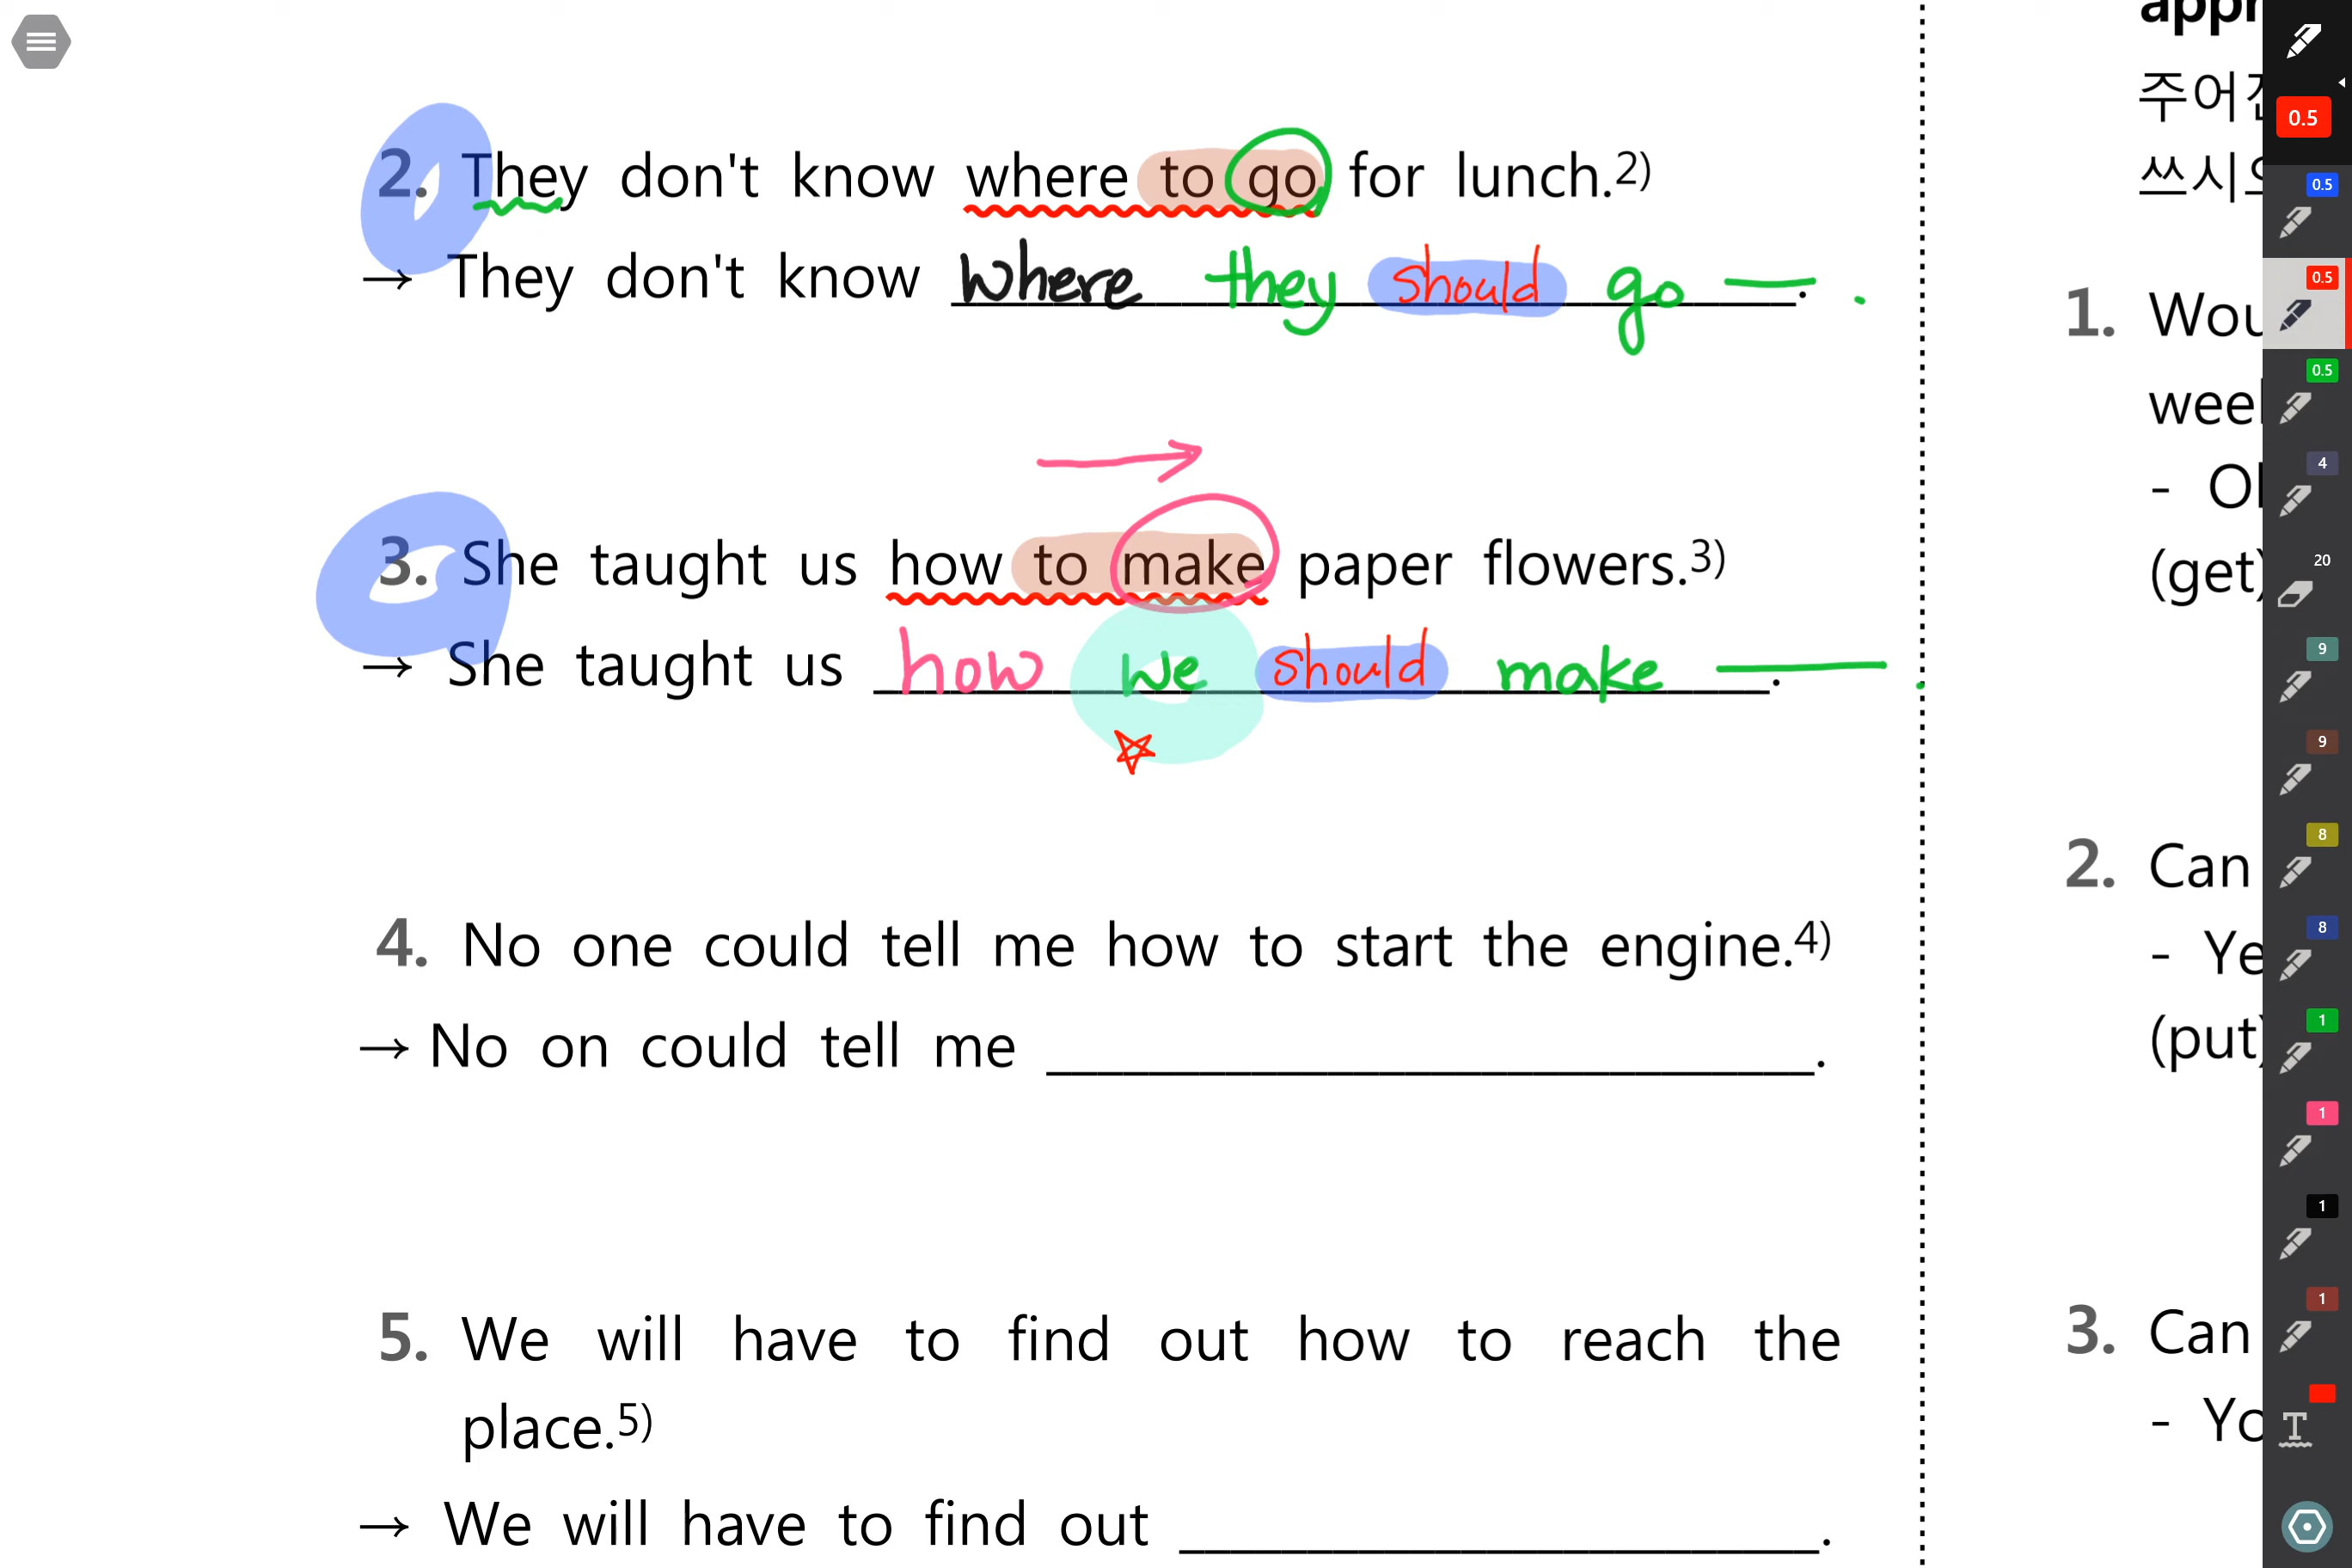 2. They don't know where to go for lunch.2)
→ They don't know where they should go — .
3. She taught us how to make paper flowers.3)
→ She taught us how we should make — .
4. No one could tell me how to start the engine.4)
→ No on could tell me ______.
5. We will have to find out how to reach the
place.5)
→ We will have to find out ______.
주어
쓰시
1. Wou
wee
- O
(get)
2. Can
- Ye
(put)
3. Can
- Yo
0.5
0.5
0.5
0.5
4
20
9
9
8
8
1
1
1
1
T